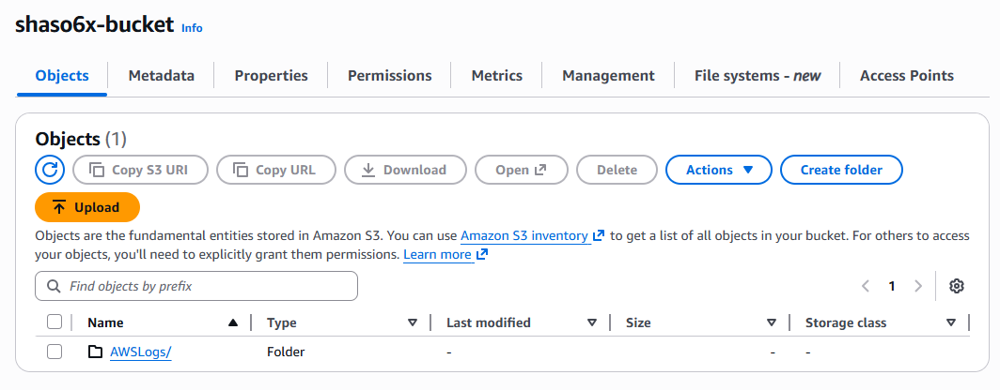 shaso6x-bucket Info
Objects Metadata Properties Permissions Metrics Management File systems - new Access Points
Objects (1)
Copy S3 URI Copy URL Download Open Delete Actions Create folder
Upload
Objects are the fundamental entities stored in Amazon S3. You can use Amazon S3 inventory to get a list of all objects in your bucket. For others to access
your objects, you'll need to explicitly grant them permissions. Learn more
Find objects by prefix
1
Name Type Last modified Size Storage class
AWSLogs/ Folder - - -